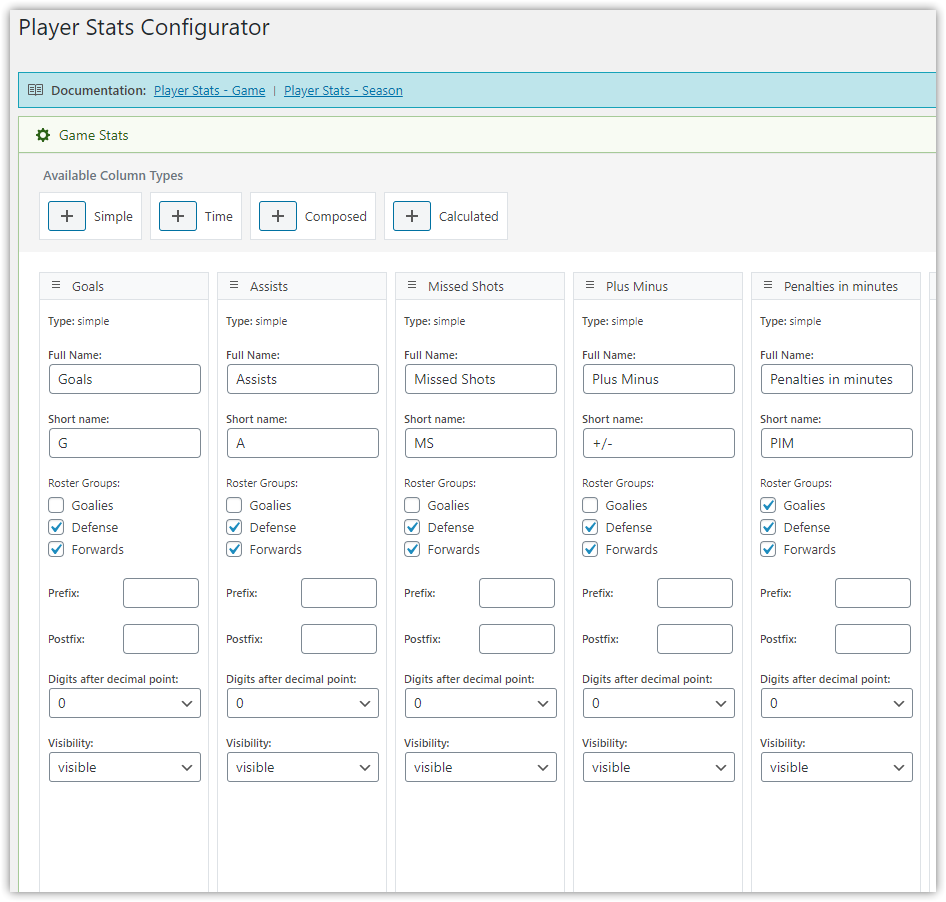 Player Stats Configurator
Documentation: Player Stats - Game | Player Stats - Season
Game Stats
Available Column Types
Simple Time Composed Calculated
Goals Assists Missed Shots Plus Minus Penalties in minutes
Type: simple Type: simple Type: simple Type: simple Type: simple
Full Name: Full Name: Full Name: Full Name: Full Name:
Goals Assists Missed Shots Plus Minus Penalties in minutes
Short name: Short name: Short name: Short name: Short name:
G A MS +/- PIM
Roster Groups: Roster Groups: Roster Groups: Roster Groups: Roster Groups:
Goalies Goalies Goalies Goalies Goalies
Defense Defense Defense Defense Defense
Forwards Forwards Forwards Forwards Forwards
Prefix: Prefix: Prefix: Prefix: Prefix:
Postfix: Postfix: Postfix: Postfix: Postfix:
Digits after decimal point: Digits after decimal point: Digits after decimal point: Digits after decimal point: Digits after decimal point:
0 0 0 0 0
Visibility: Visibility: Visibility: Visibility: Visibility:
visible visible visible visible visible